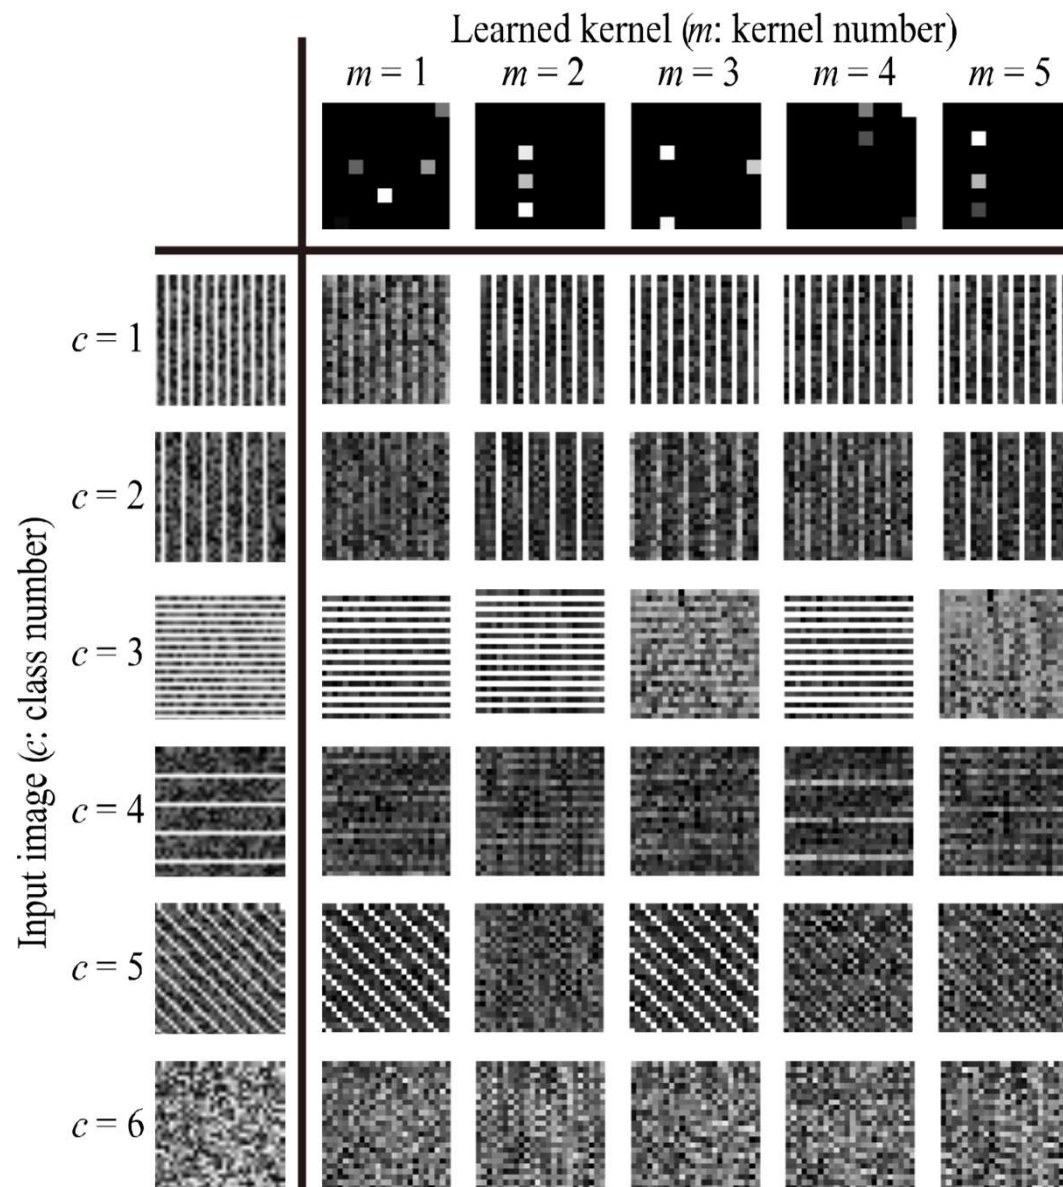 Learned kernel (m: kernel number)
m = 1 m = 2 m = 3 m = 4 m = 5
Input image (c: class number)
c = 1
c = 2
c = 3
c = 4
c = 5
c = 6